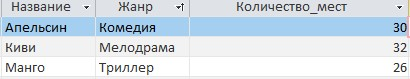 Название Жанр Количество_мест
Апельсин Комедия 30
Киви Мелодрама 32
Манго Триллер 26